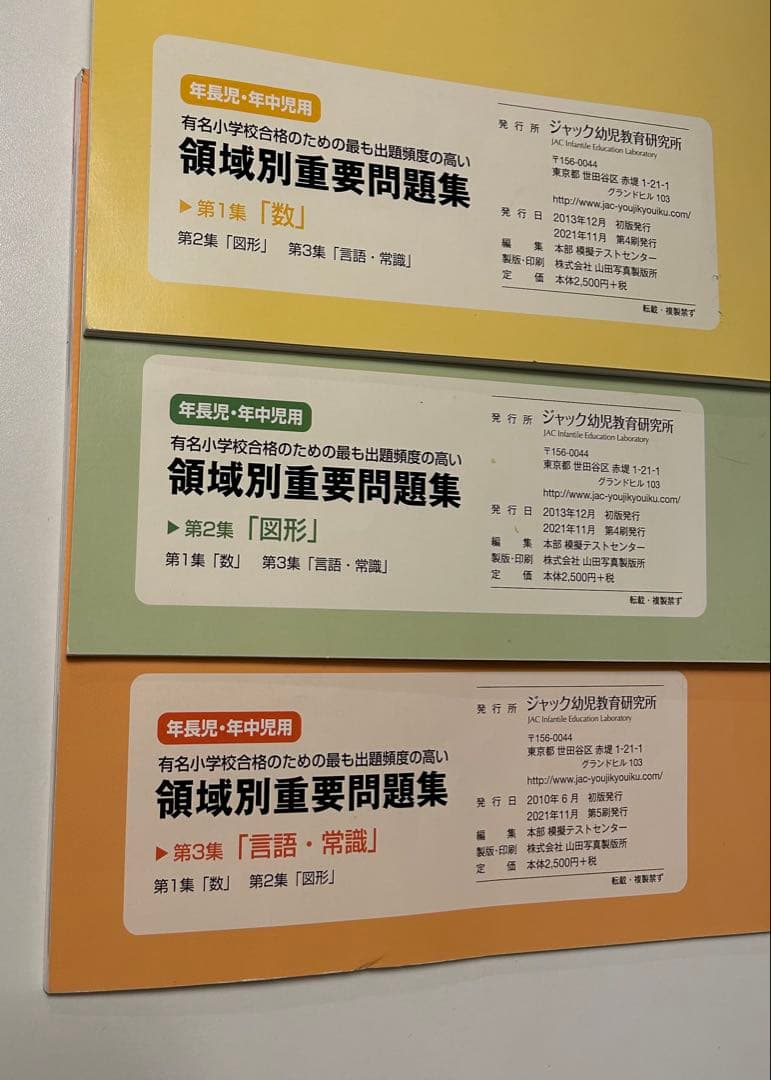 年長児・年中児用
有名小学校合格のための最も出題頻度の高い
領域別重要問題集
▶第1集「数」
第2集「図形」 第3集「言語・常識」
発行所 ジャック幼児教育研究所
JAC Infantile Education Laboratory
〒156-0044
東京都 世田谷区 赤堤 1-21-1
グランドヒル 103
http://www.jac-youjikyouiku.com/
発行日 2013年12月 初版発行
2021年11月 第4刷発行
編集 本部 模擬テストセンター
製版・印刷 株式会社 山田写真製版所
定価 本体2,500円+税
転載・複製禁ず
年長児・年中児用
有名小学校合格のための最も出題頻度の高い
領域別重要問題集
▶第2集「図形」
第1集「数」 第3集「言語・常識」
発行所 ジャック幼児教育研究所
JAC Infantile Education Laboratory
〒156-0044
東京都 世田谷区 赤堤 1-21-1
グランドヒル 103
http://www.jac-youjikyouiku.com/
発行日 2013年12月 初版発行
2021年11月 第4刷発行
編集 本部 模擬テストセンター
製版・印刷 株式会社 山田写真製版所
定価 本体2,500円+税
転載・複製禁ず
年長児・年中児用
有名小学校合格のための最も出題頻度の高い
領域別重要問題集
▶第3集「言語・常識」
第1集「数」 第2集「図形」
発行所 ジャック幼児教育研究所
JAC Infantile Education Laboratory
〒156-0044
東京都 世田谷区 赤堤 1-21-1
グランドヒル 103
http://www.jac-youjikyouiku.com/
発行日 2010年6月 初版発行
2021年11月 第5刷発行
編集 本部 模擬テストセンター
製版・印刷 株式会社 山田写真製版所
定価 本体2,500円+税
転載・複製禁ず